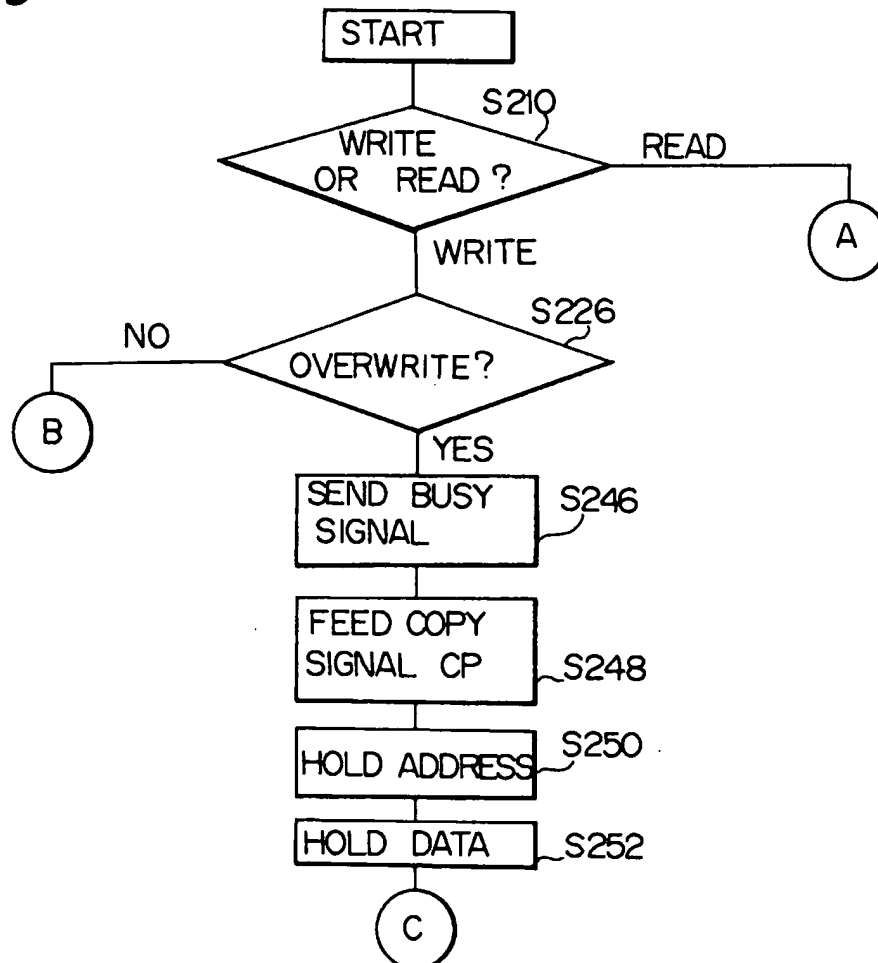 START
S210
WRITE
OR READ?
READ
A
WRITE
S226
NO
OVERWRITE?
B
YES
SEND BUSY
SIGNAL
S246
FEED COPY
SIGNAL CP
S248
HOLD ADDRESS
S250
HOLD DATA
S252
C